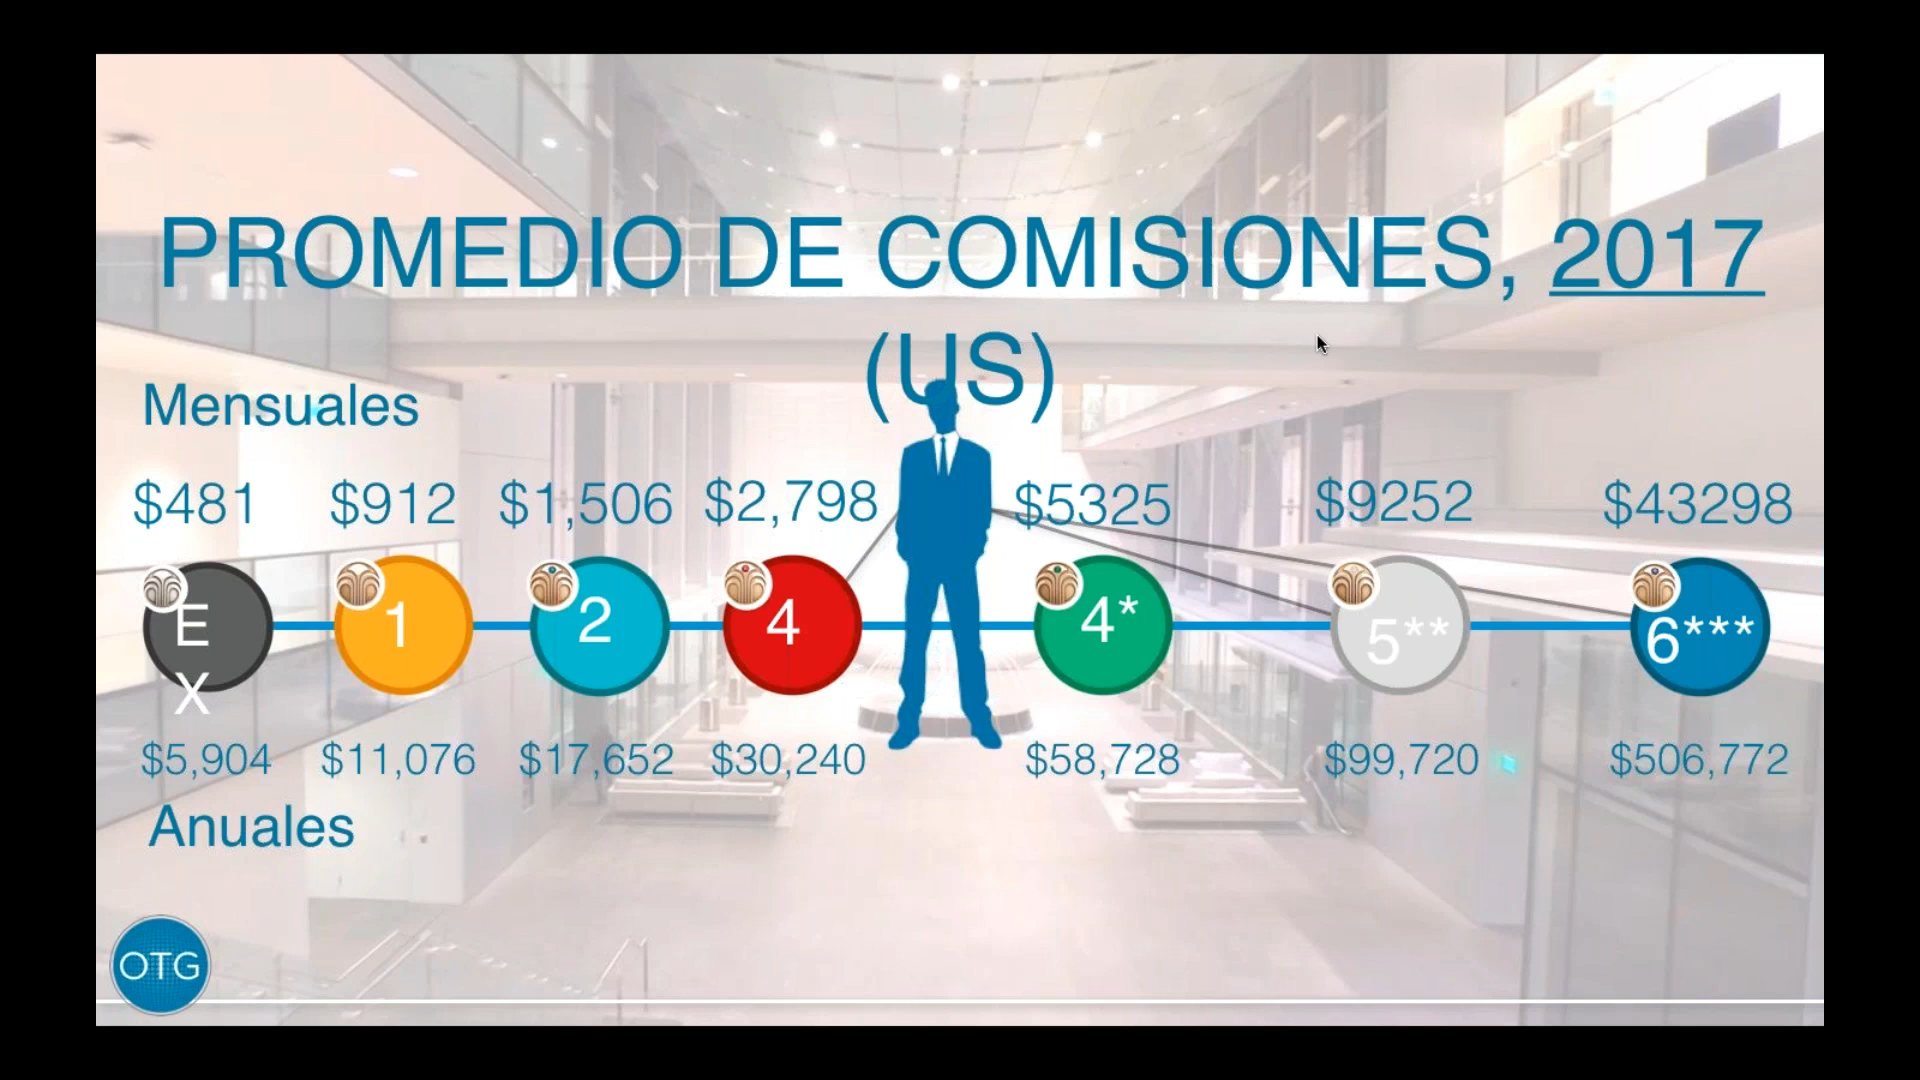 PROMEDIO DE COMISIONES, 2017
(US)
Mensuales
$481 $912 $1,506 $2,798 $5325 $9252 $43298
E
X
1 2 4 4* 5** 6***
$5,904 $11,076 $17,652 $30,240 $58,728 $99,720 $506,772
Anuales
OTG